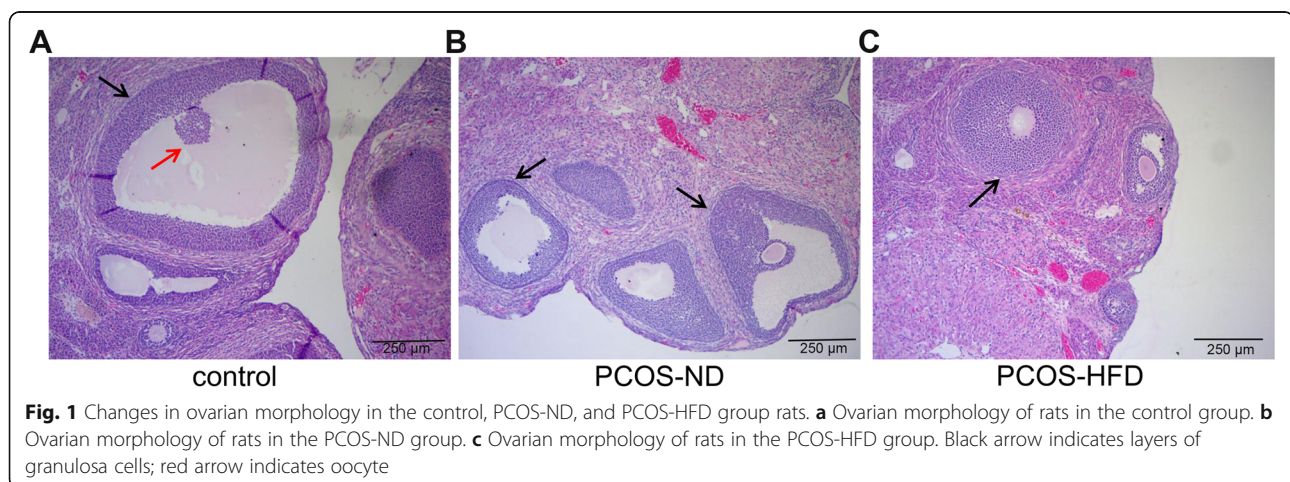 A
B
C
250 µm
250 µm
250 µm
control
PCOS-ND
PCOS-HFD
Fig. 1 Changes in ovarian morphology in the control, PCOS-ND, and PCOS-HFD group rats. a Ovarian morphology of rats in the control group. b
Ovarian morphology of rats in the PCOS-ND group. c Ovarian morphology of rats in the PCOS-HFD group. Black arrow indicates layers of
granulosa cells; red arrow indicates oocyte